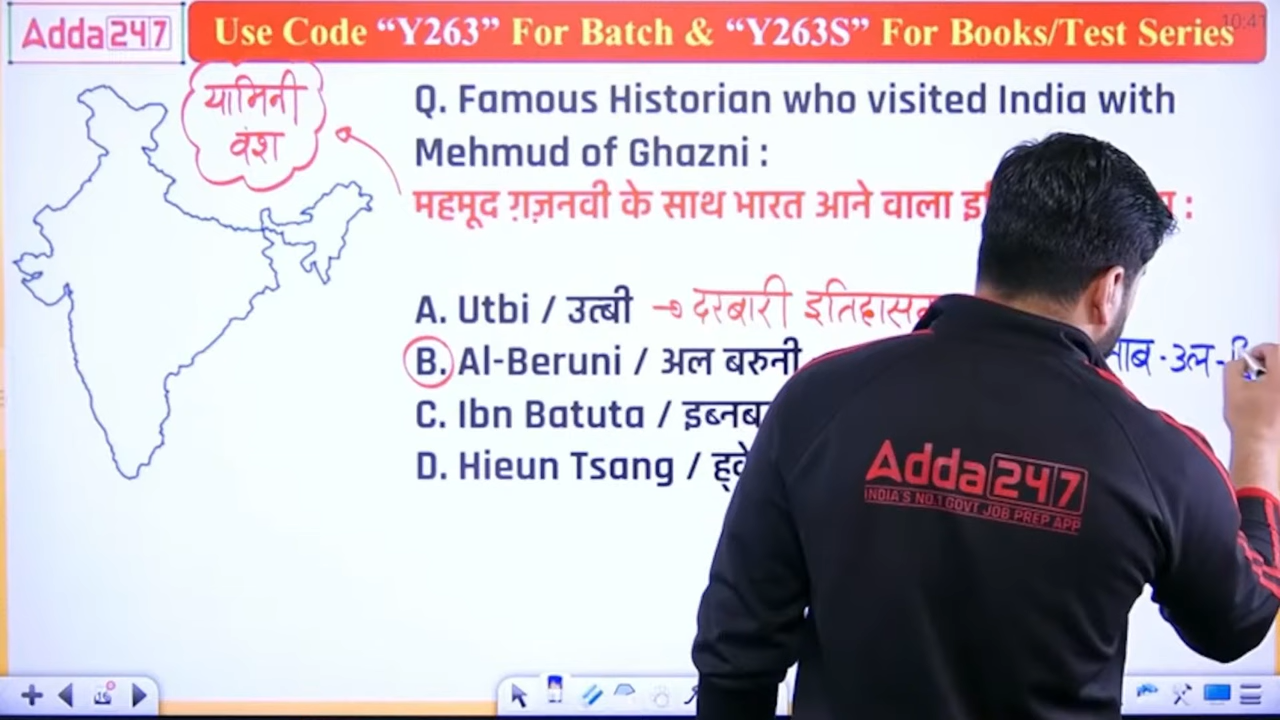 Adda247
Use Code “Y263” For Batch & “Y263S” For Books/Test Series
10:41
यामिनी
वंश
Q. Famous Historian who visited India with
Mehmud of Ghazni :
महमूद ग़ज़नवी के साथ भारत आने वाला :
A. Utbi / उत्बी → दरबारी
B. Al-Beruni / अल बरुनी
C. Ibn Batuta /
D. Hieun Tsang /
Adda247
INDIA'S NO.1 GOVT JOB PREP APP